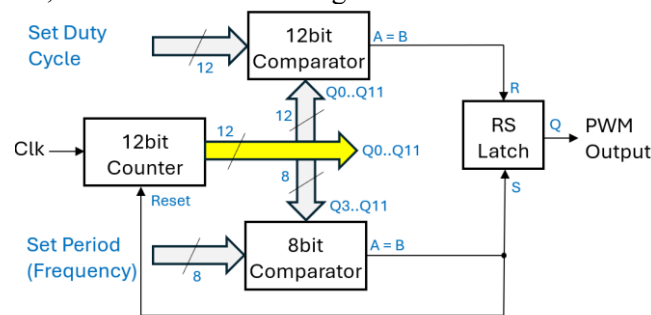 Set Duty
Cycle
12
12bit
Comparator
A = B
Q0..Q11
12
R
Clk
12bit
Counter
12
Q0..Q11
RS
Latch
Q
PWM
Output
8
S
Reset
Q3..Q11
Set Period
(Frequency)
8
8bit
Comparator
A = B